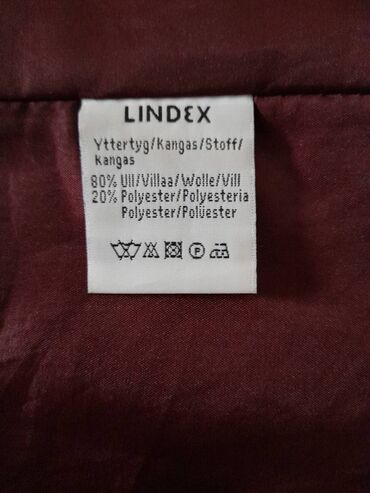 LINDEX
Yttertyg/Kangas/Stoff/
Kangas
80% Ull/Villaa/Wolle/Vill
20% Polyester/Polyesteria
Polyester/Polüester
P